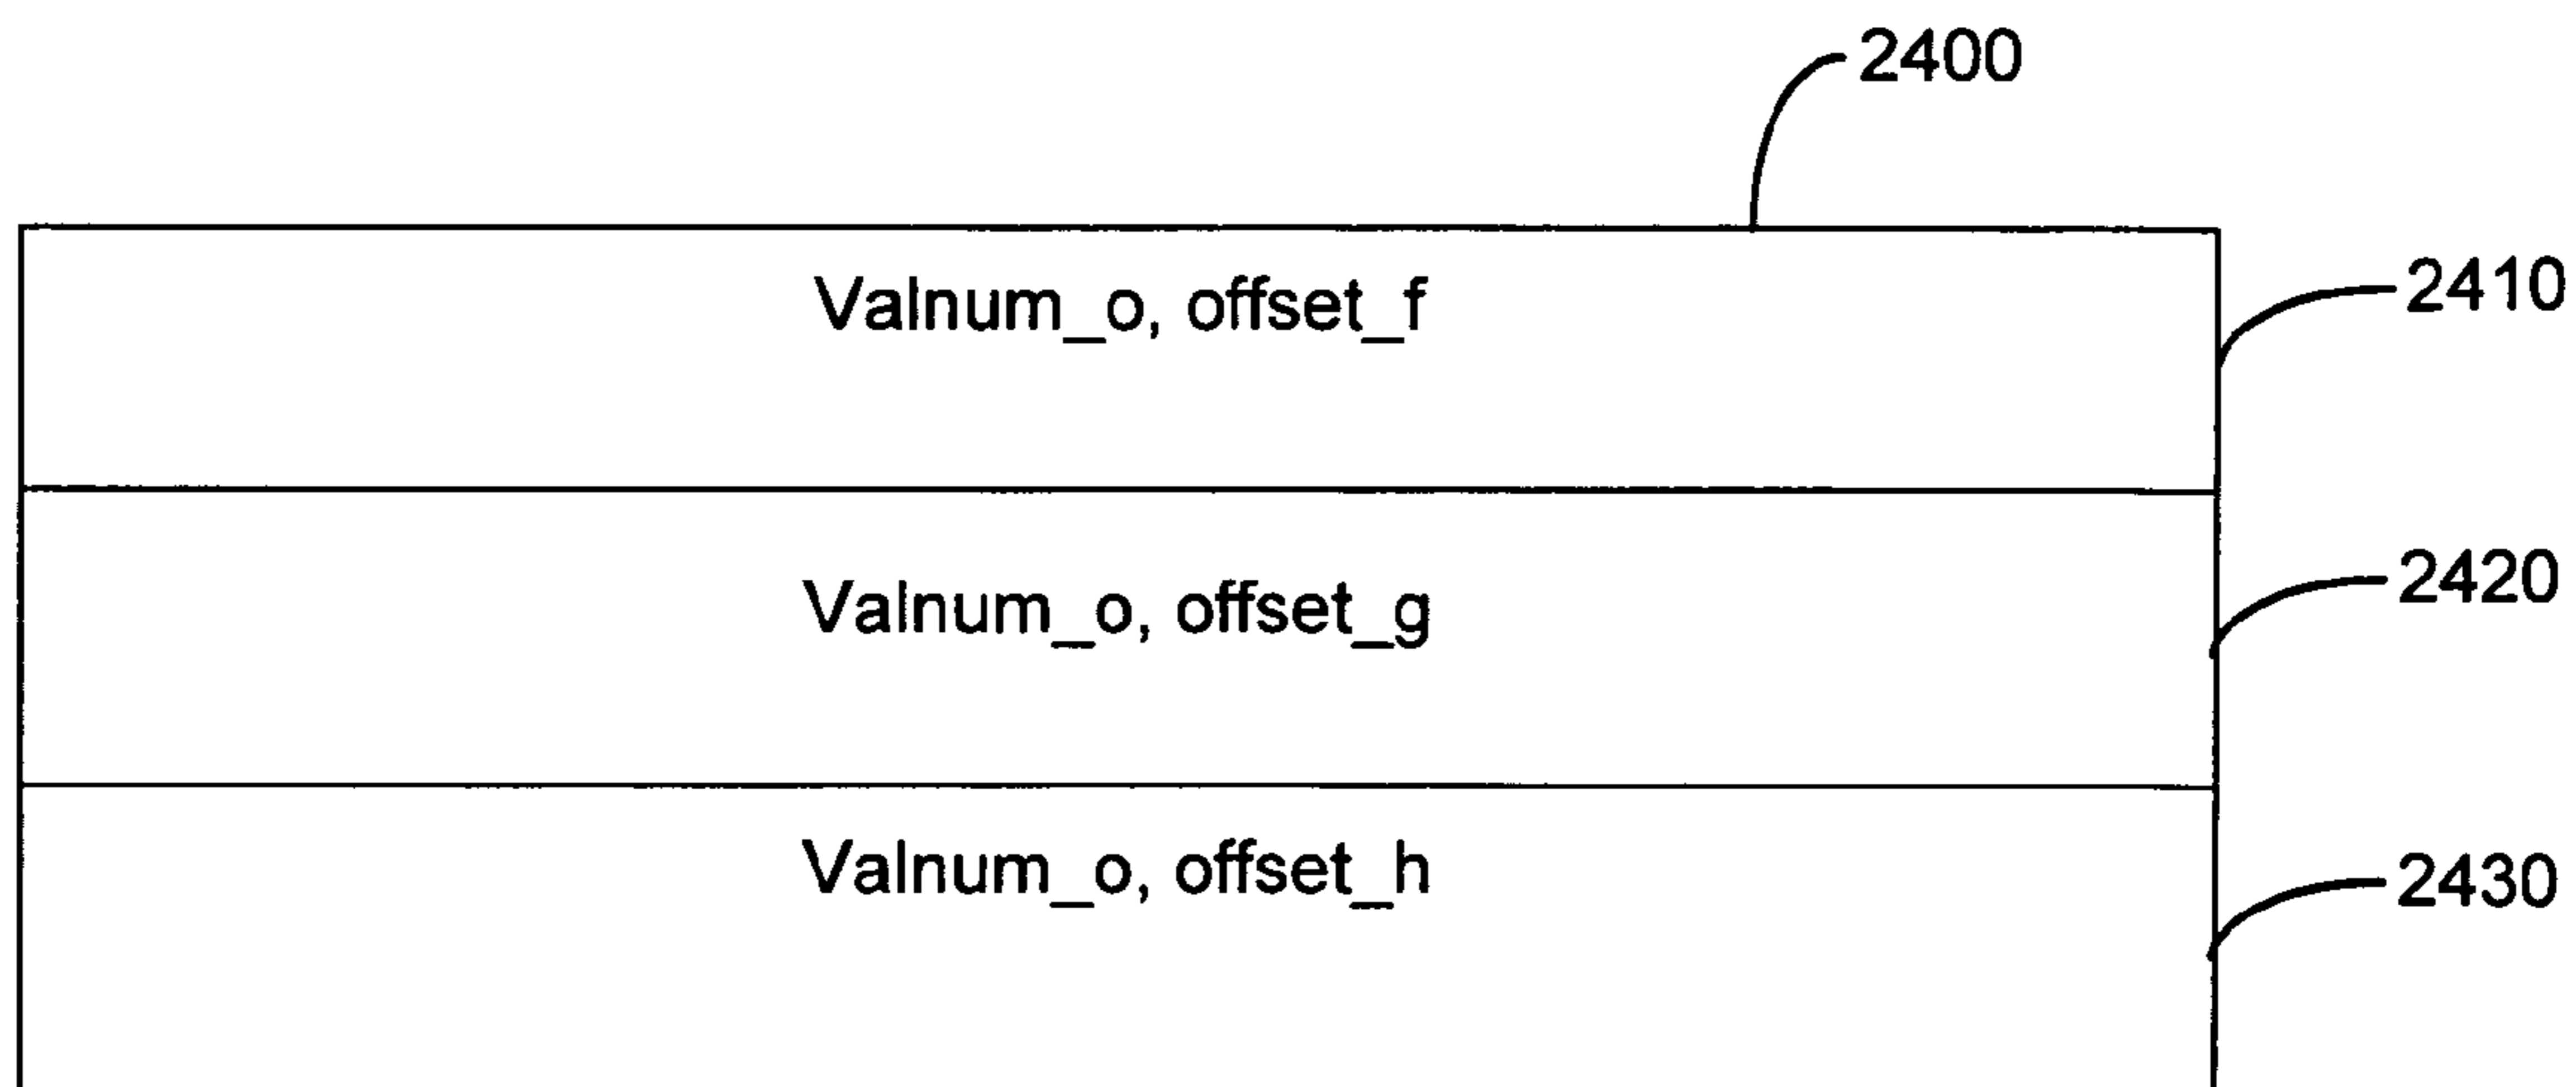 2400
Valnum_o, offset_f
2410
Valnum_o, offset_g
2420
Valnum_o, offset_h
2430